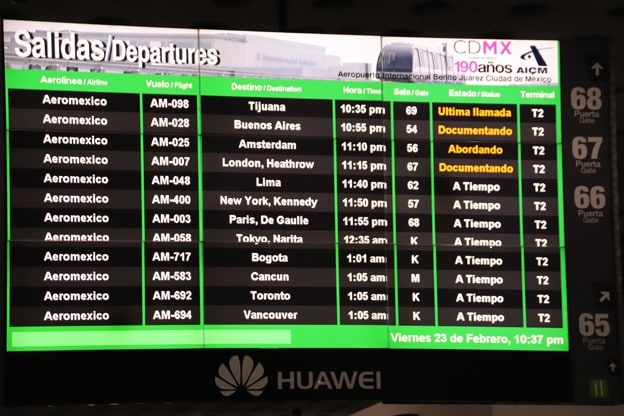 Salidas/Departures
CDMX
190años AICM
Aeropuerto Internacional Benito Juárez Ciudad de México
Aerolinea / Airline Vuelo / Flight Destino / Destination Hora / Time Sala / Gate Estado / Status Terminal
Aeromexico AM-098 Tijuana 10:35 pm 69 Ultima llamada T2
Aeromexico AM-028 Buenos Aires 10:55 pm 54 Documentando T2
Aeromexico AM-025 Amsterdam 11:10 pm 56 Abordando T2
Aeromexico AM-007 London, Heathrow 11:15 pm 67 Documentando T2
Aeromexico AM-048 Lima 11:40 pm 62 A Tiempo T2
Aeromexico AM-400 New York, Kennedy 11:50 pm 57 A Tiempo T2
Aeromexico AM-003 Paris, De Gaulle 11:55 pm 68 A Tiempo T2
Aeromexico AM-058 Tokyo, Narita 12:35 am K A Tiempo T2
Aeromexico AM-717 Bogota 1:01 am K A Tiempo T2
Aeromexico AM-583 Cancun 1:05 am M A Tiempo T2
Aeromexico AM-692 Toronto 1:05 am K A Tiempo T2
Aeromexico AM-694 Vancouver 1:05 am K A Tiempo T2
Viernes 23 de Febrero, 10:37 pm
HUAWEI
68
Puerta
Gate
67
Puerta
Gate
66
Puerta
Gate
65
Puerta
Gate